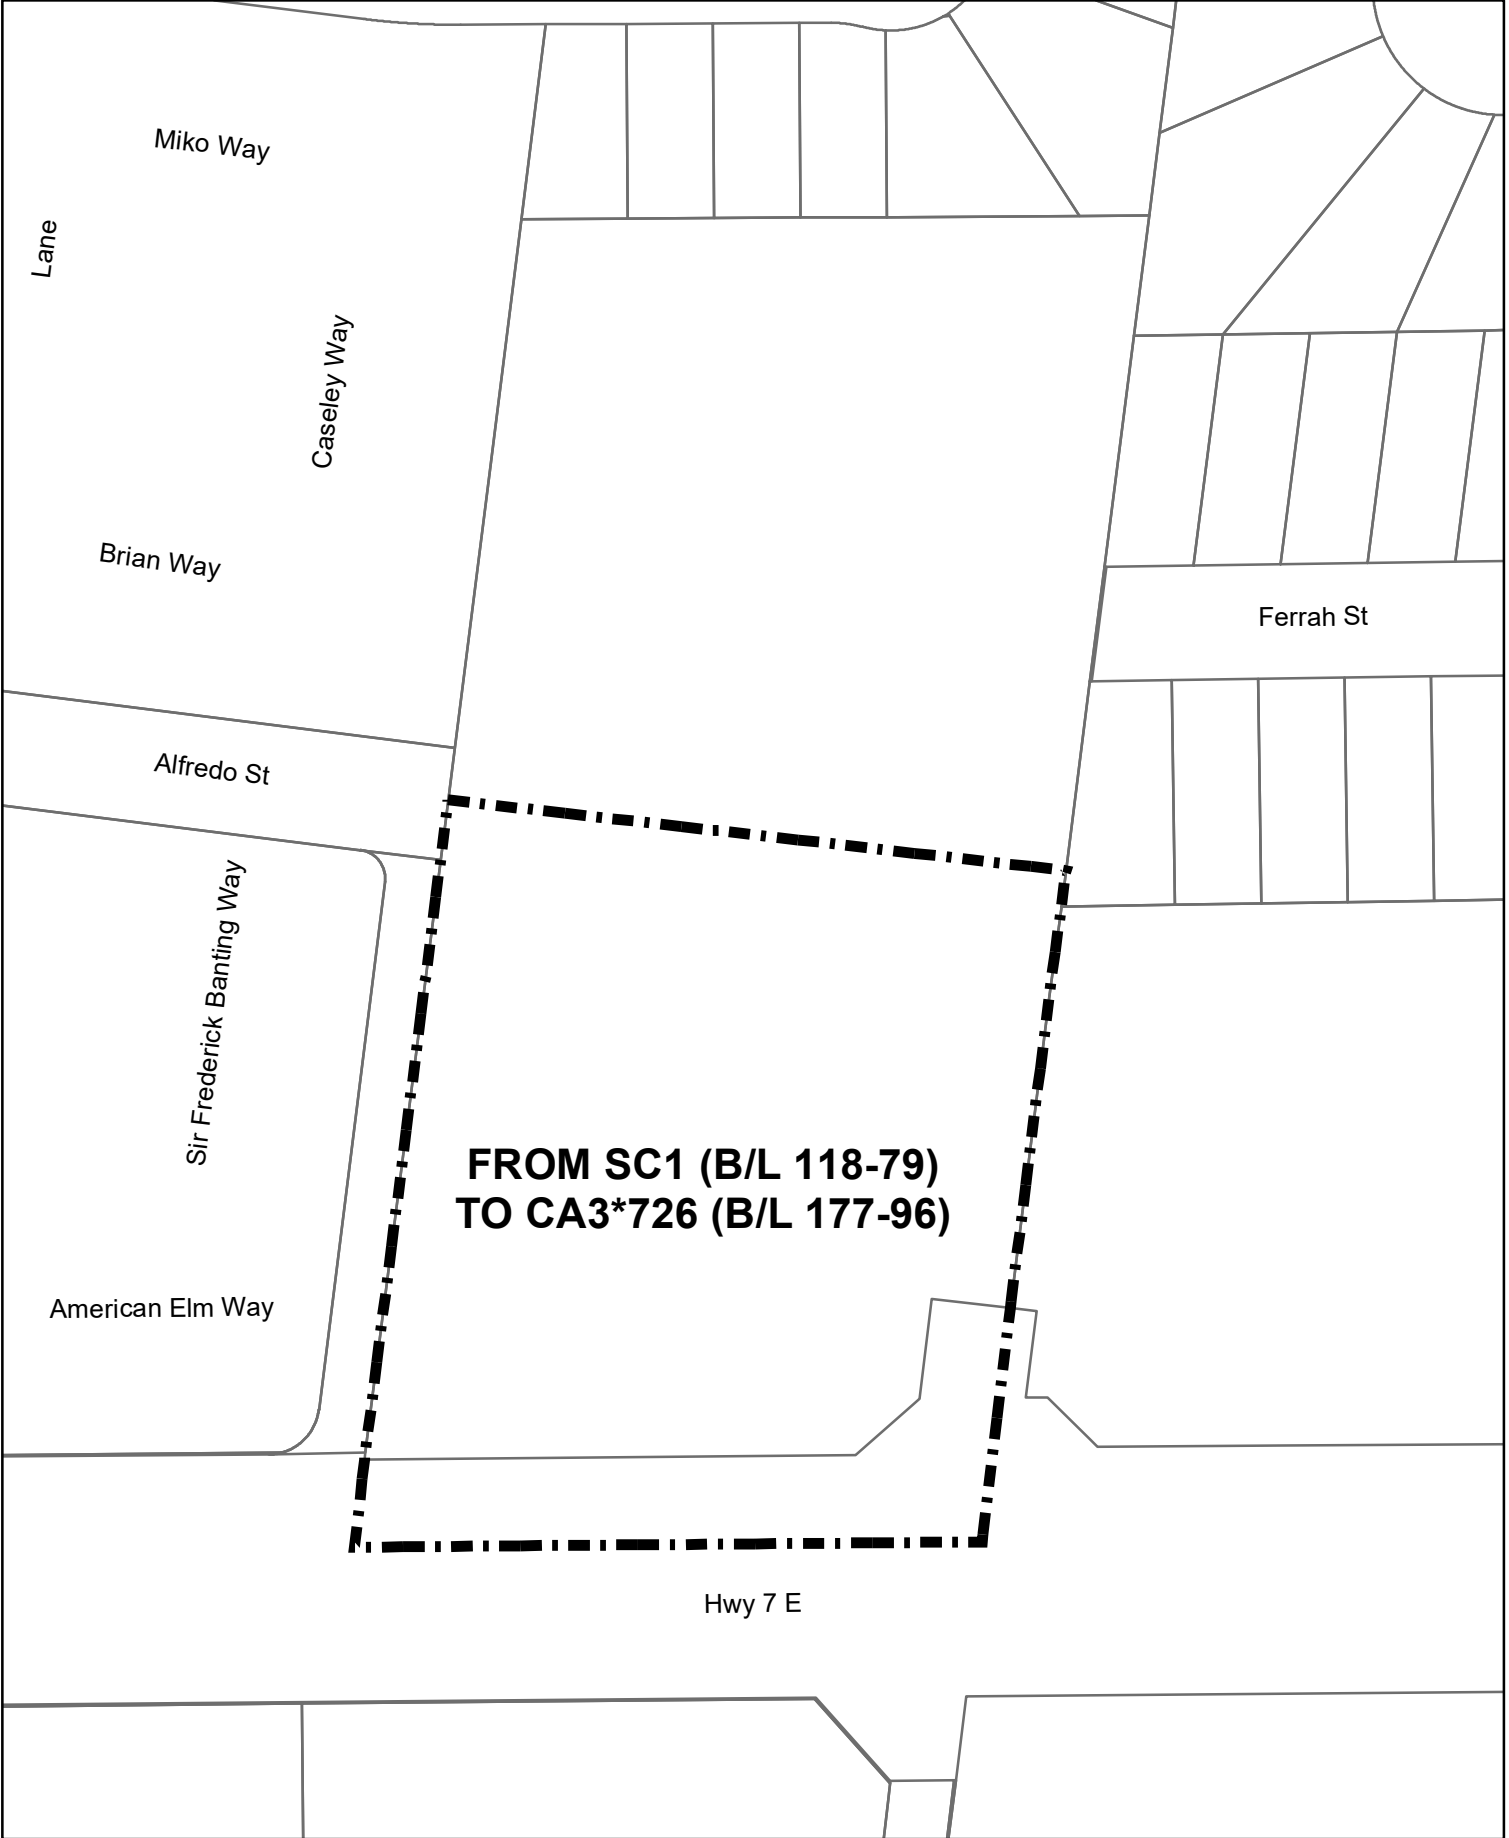 Miko Way
Lane
Caseley Way
Brian Way
Ferrah St
Alfredo St
Sir Frederick Banting Way
FROM SC1 (B/L 118-79)
TO CA3*726 (B/L 177-96)
American Elm Way
Hwy 7 E